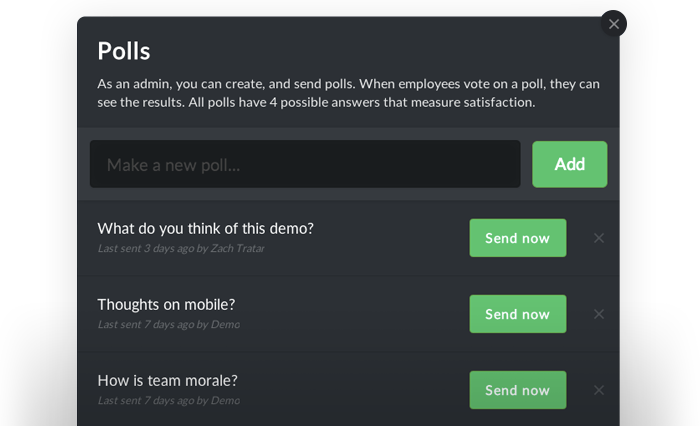 Polls
As an admin, you can create, and send polls. When employees vote on a poll, they can
see the results. All polls have 4 possible answers that measure satisfaction.
Make a new poll...
Add
What do you think of this demo?
Last sent 3 days ago by Zach Tratar
Send now
Thoughts on mobile?
Last sent 7 days ago by Demo
Send now
How is team morale?
Last sent 7 days ago by Demo
Send now